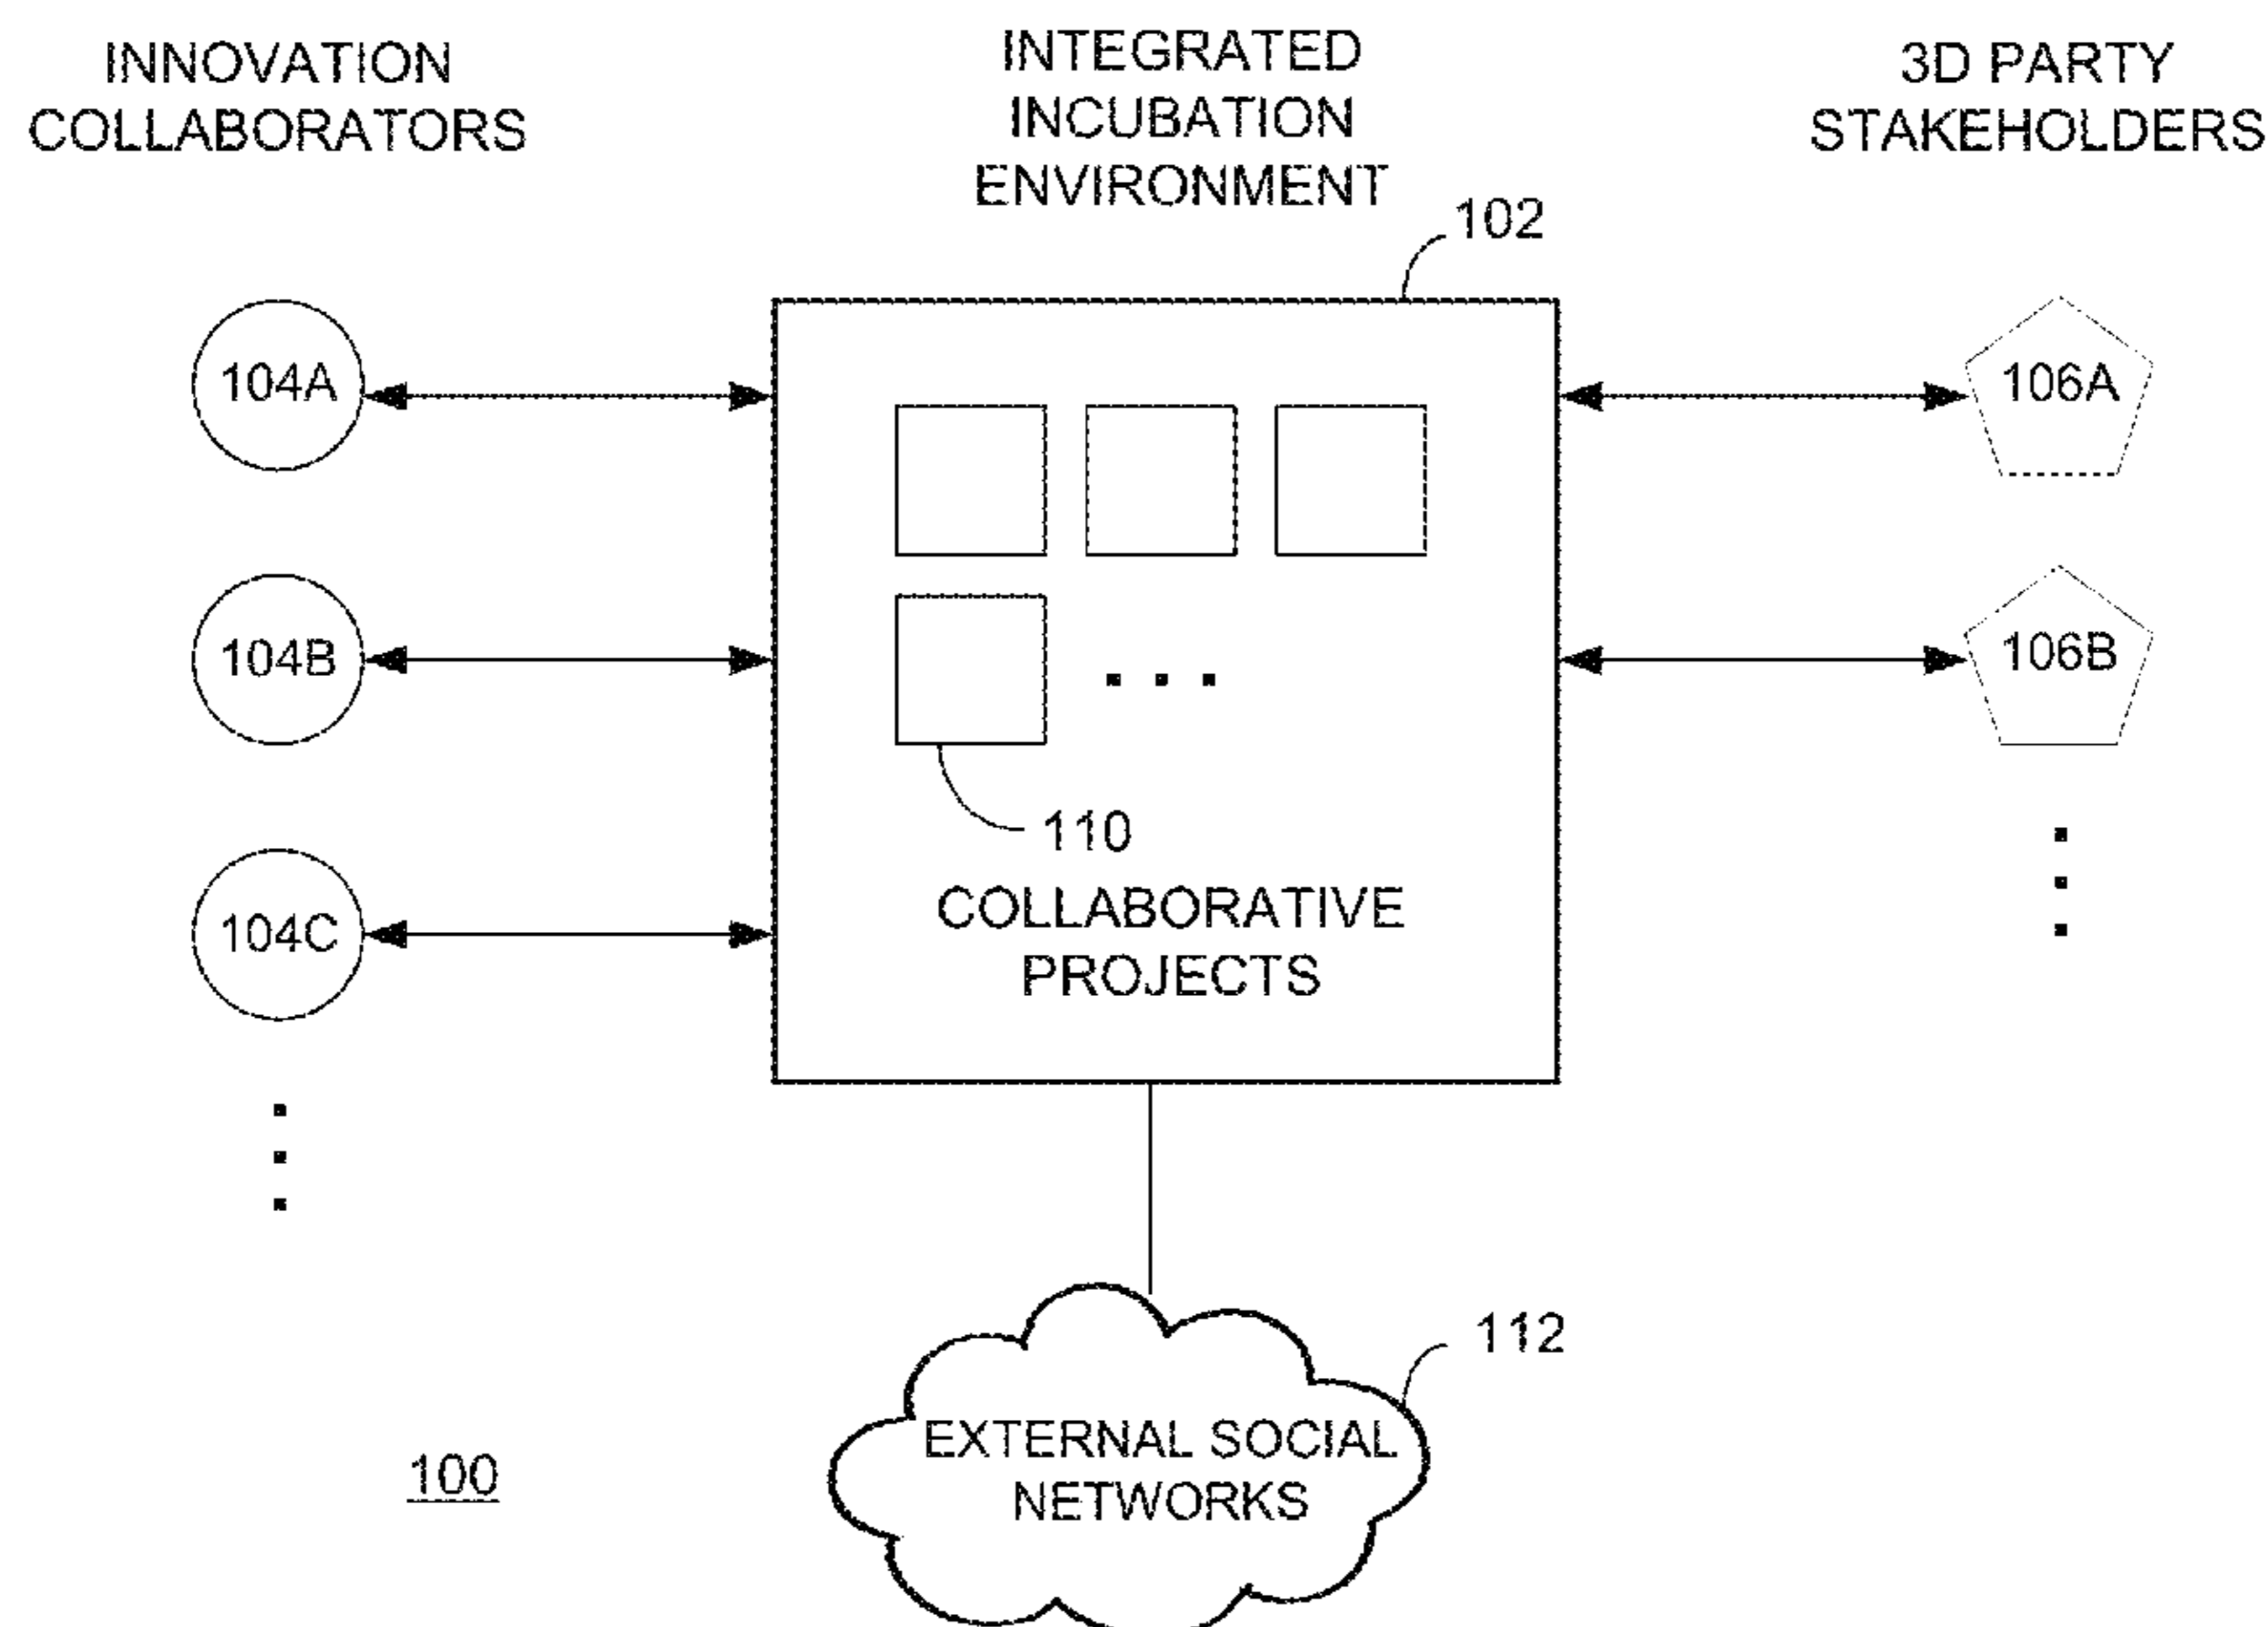 INNOVATION
COLLABORATORS
INTEGRATED
INCUBATION
ENVIRONMENT
3D PARTY
STAKEHOLDERS
102
104A
106A
104B
106B
110
104C
COLLABORATIVE
PROJECTS
112
EXTERNAL SOCIAL
NETWORKS
100